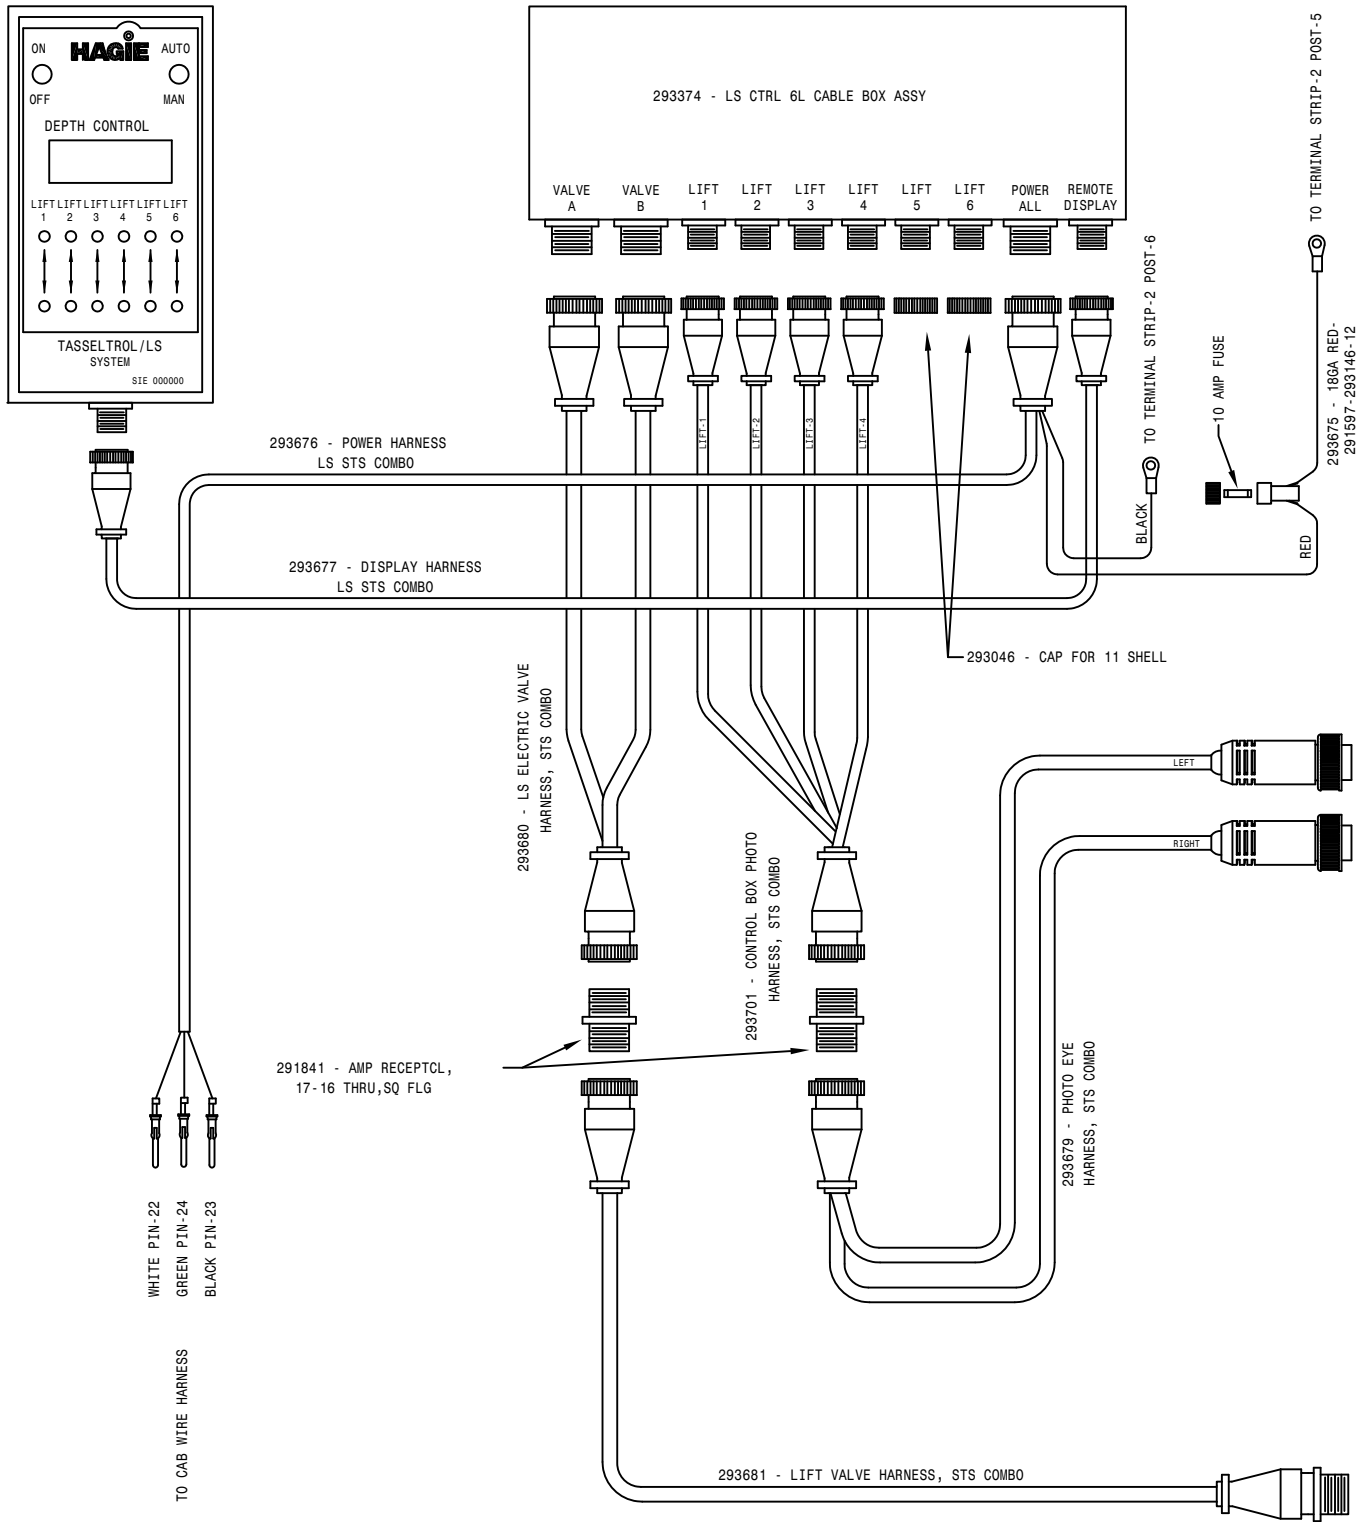 ON
HAGIE
AUTO
OFF
MAN
DEPTH CONTROL
LIFT LIFT LIFT LIFT LIFT LIFT
1 2 3 4 5 6
TASSELTROL/LS
SYSTEM
SIE 000000
293374 - LS CTRL 6L CABLE BOX ASSY
VALVE A
VALVE B
LIFT 1
LIFT 2
LIFT 3
LIFT 4
LIFT 5
LIFT 6
POWER ALL
REMOTE DISPLAY
TO TERMINAL STRIP-2 POST-5
TO TERMINAL STRIP-2 POST-6
10 AMP FUSE
293675 - 18GA RED-
291597-293146-12
BLACK
RED
LIFT-1
LIFT-2
LIFT-3
LIFT-4
293676 - POWER HARNESS
LS STS COMBO
293677 - DISPLAY HARNESS
LS STS COMBO
293046 - CAP FOR 11 SHELL
293680 - LS ELECTRIC VALVE
HARNESS, STS COMBO
293701 - CONTROL BOX PHOTO
HARNESS, STS COMBO
LEFT
RIGHT
291841 - AMP RECEPTCL,
17-16 THRU,SQ FLG
293679 - PHOTO EYE
HARNESS, STS COMBO
WHITE PIN-22
GREEN PIN-24
BLACK PIN-23
TO CAB WIRE HARNESS
293681 - LIFT VALVE HARNESS, STS COMBO